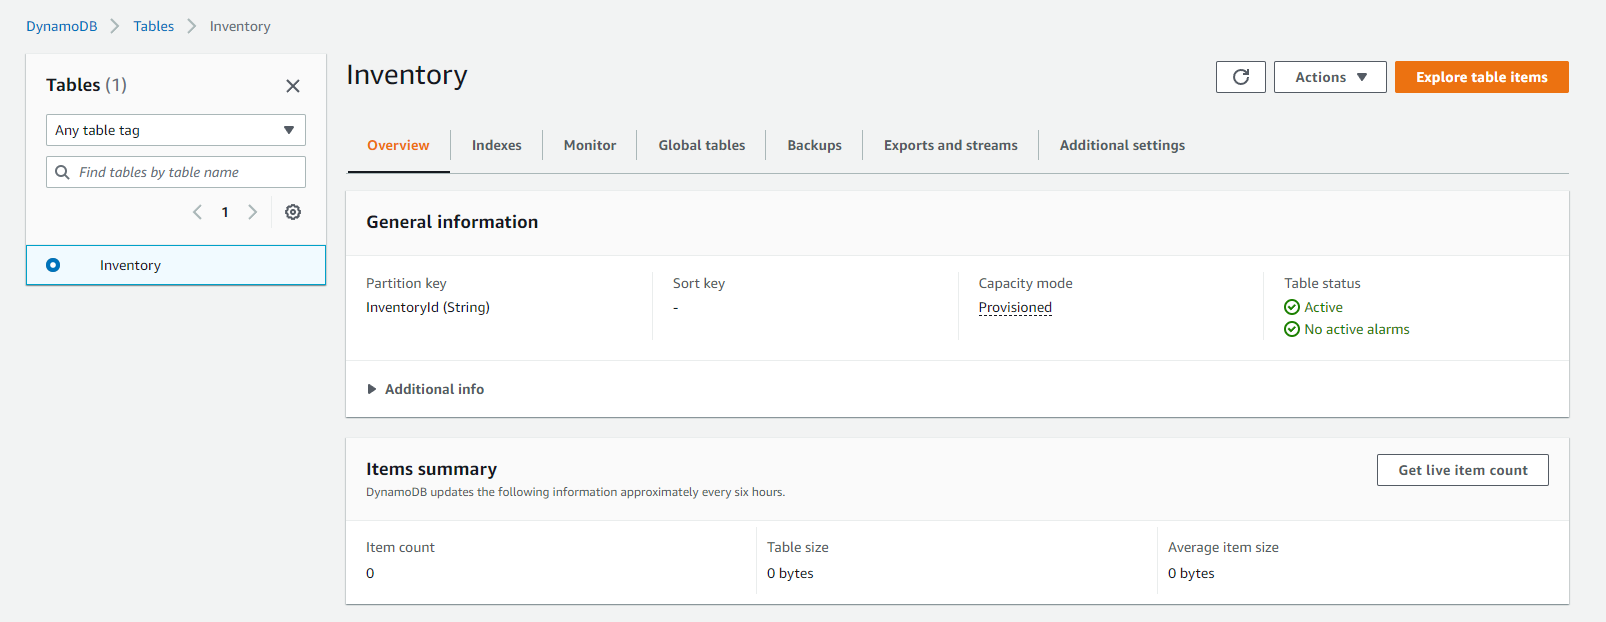 DynamoDB > Tables > Inventory
Tables (1)
Any table tag
Find tables by table name
1
Inventory
Inventory
Actions
Explore table items
Overview
Indexes
Monitor
Global tables
Backups
Exports and streams
Additional settings
General information
Partition key
InventoryId (String)
Sort key
-
Capacity mode
Provisioned
Table status
Active
No active alarms
Additional info
Items summary
DynamoDB updates the following information approximately every six hours.
Get live item count
Item count
0
Table size
0 bytes
Average item size
0 bytes